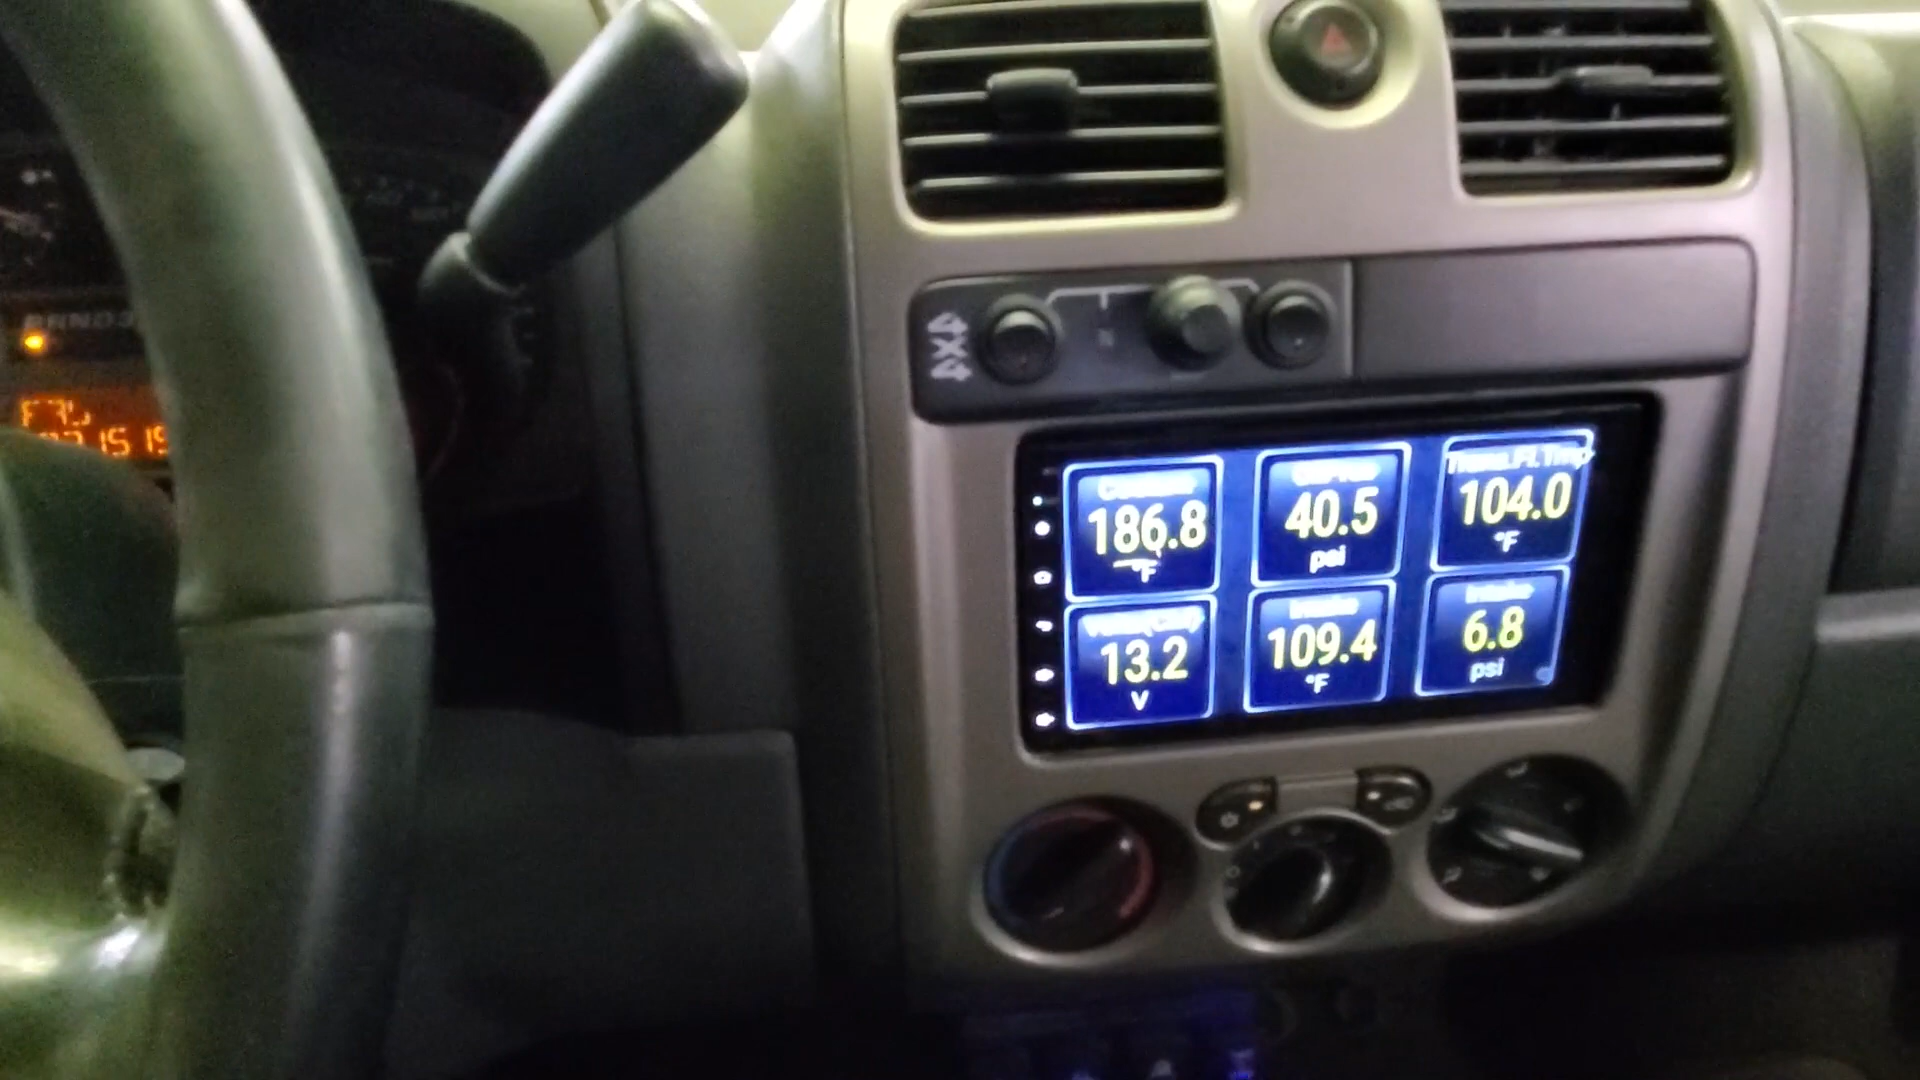 4x4
N
Coolant
186.8
°F
40.5
psi
Trans.Fl.Tmp
104.0
°F
13.2
V
Intake
109.4
°F
Intake
6.8
psi